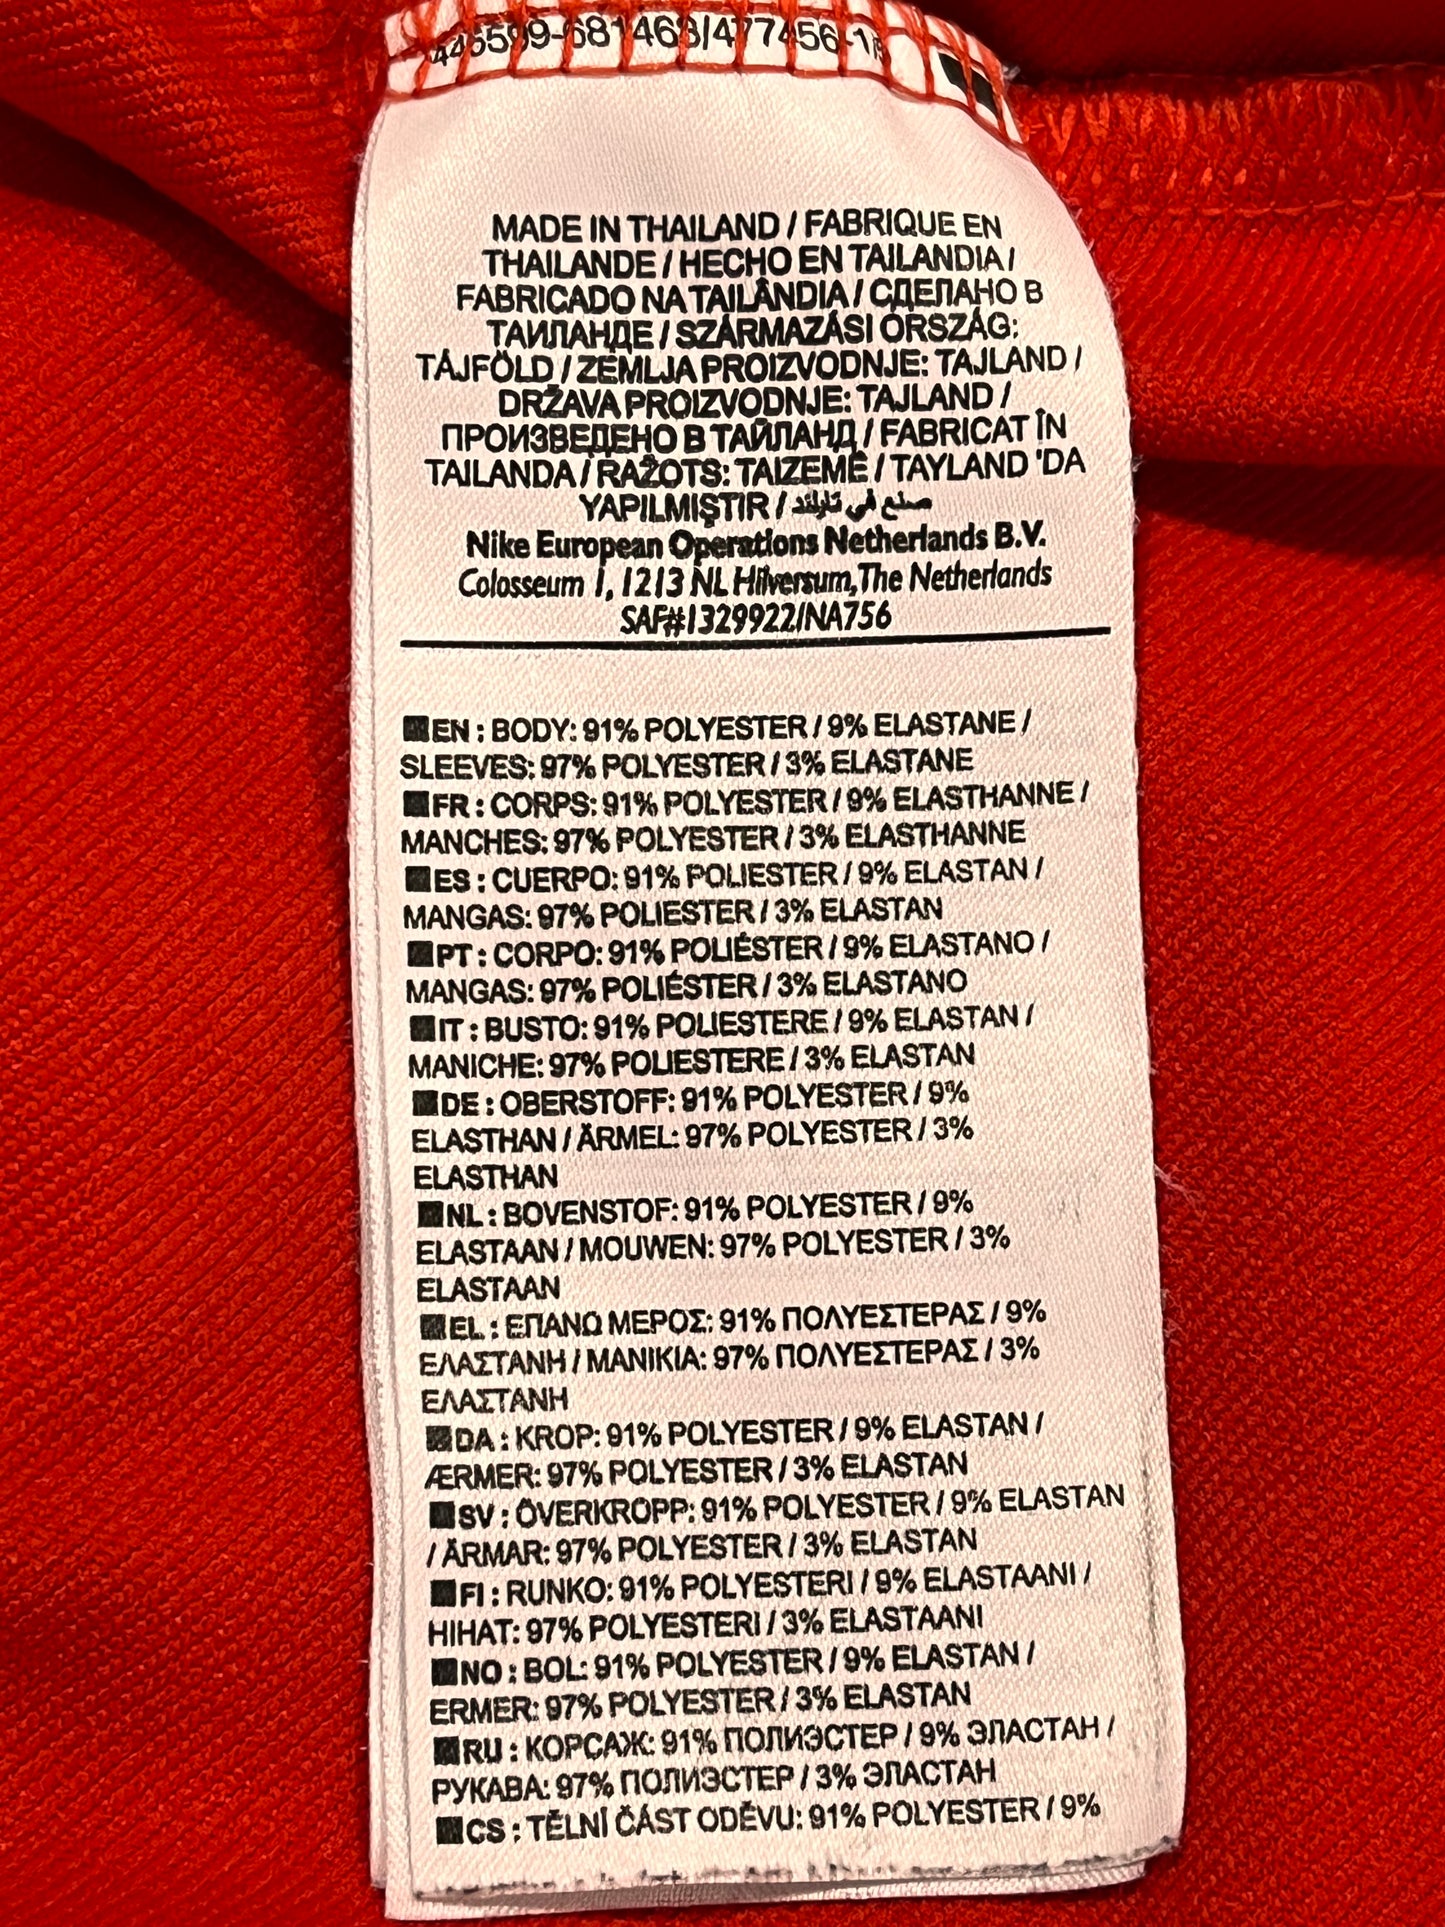 446599-681463/477456-1
MADE IN THAILAND / FABRIQUE EN
THAILANDE / HECHO EN TAILANDIA /
FABRICADO NA TAILÂNDIA / СДЕЛАНО В
ТАИЛАНДЕ / SZÁRMAZÁSI ORSZÁG:
TÁJFÖLD / ZEMLJA PROIZVODNJE: TAJLAND /
DRŽAVA PROIZVODNJE: TAJLAND /
ПРОИЗВЕДЕНО В ТАЙЛАНД / FABRICAT ÎN
TAILANDA / RAŽOTS: TAIZEMĒ / TAYLAND 'DA
YAPILMIŞTIR / صنع في تايلاند
Nike European Operations Netherlands B.V.
Colosseum 1, 1213 NL Hilversum, The Netherlands
SAF#1329922/NA756
EN : BODY: 91% POLYESTER / 9% ELASTANE /
SLEEVES: 97% POLYESTER / 3% ELASTANE
FR : CORPS: 91% POLYESTER / 9% ELASTHANNE /
MANCHES: 97% POLYESTER / 3% ELASTHANNE
ES : CUERPO: 91% POLIESTER / 9% ELASTAN /
MANGAS: 97% POLIESTER / 3% ELASTAN
PT : CORPO: 91% POLIÉSTER / 9% ELASTANO /
MANGAS: 97% POLIÉSTER / 3% ELASTANO
IT : BUSTO: 91% POLIESTERE / 9% ELASTAN /
MANICHE: 97% POLIESTERE / 3% ELASTAN
DE : OBERSTOFF: 91% POLYESTER / 9%
ELASTHAN / ÄRMEL: 97% POLYESTER / 3%
ELASTHAN
NL : BOVENSTOF: 91% POLYESTER / 9%
ELASTAAN / MOUWEN: 97% POLYESTER / 3%
ELASTAAN
EL : ΕΠΑΝΩ ΜΕΡΟΣ: 91% ΠΟΛΥΕΣΤΕΡΑΣ / 9%
ΕΛΑΣΤΑΝΗ / ΜΑΝΙΚΙΑ: 97% ΠΟΛΥΕΣΤΕΡΑΣ / 3%
ΕΛΑΣΤΑΝΗ
DA : KROP: 91% POLYESTER / 9% ELASTAN /
ÆRMER: 97% POLYESTER / 3% ELASTAN
SV : ÖVERKROPP: 91% POLYESTER / 9% ELASTAN
/ ÄRMAR: 97% POLYESTER / 3% ELASTAN
FI : RUNKO: 91% POLYESTERI / 9% ELASTAANI /
HIHAT: 97% POLYESTERI / 3% ELASTAANI
NO : BOL: 91% POLYESTER / 9% ELASTAN /
ERMER: 97% POLYESTER / 3% ELASTAN
RU : КОРСАЖ: 91% ПОЛИЭСТЕР / 9% ЭЛАСТАН /
РУКАВА: 97% ПОЛИЭСТЕР / 3% ЭЛАСТАН
CS : TĚLNÍ ČÁST ODĚVU: 91% POLYESTER / 9%